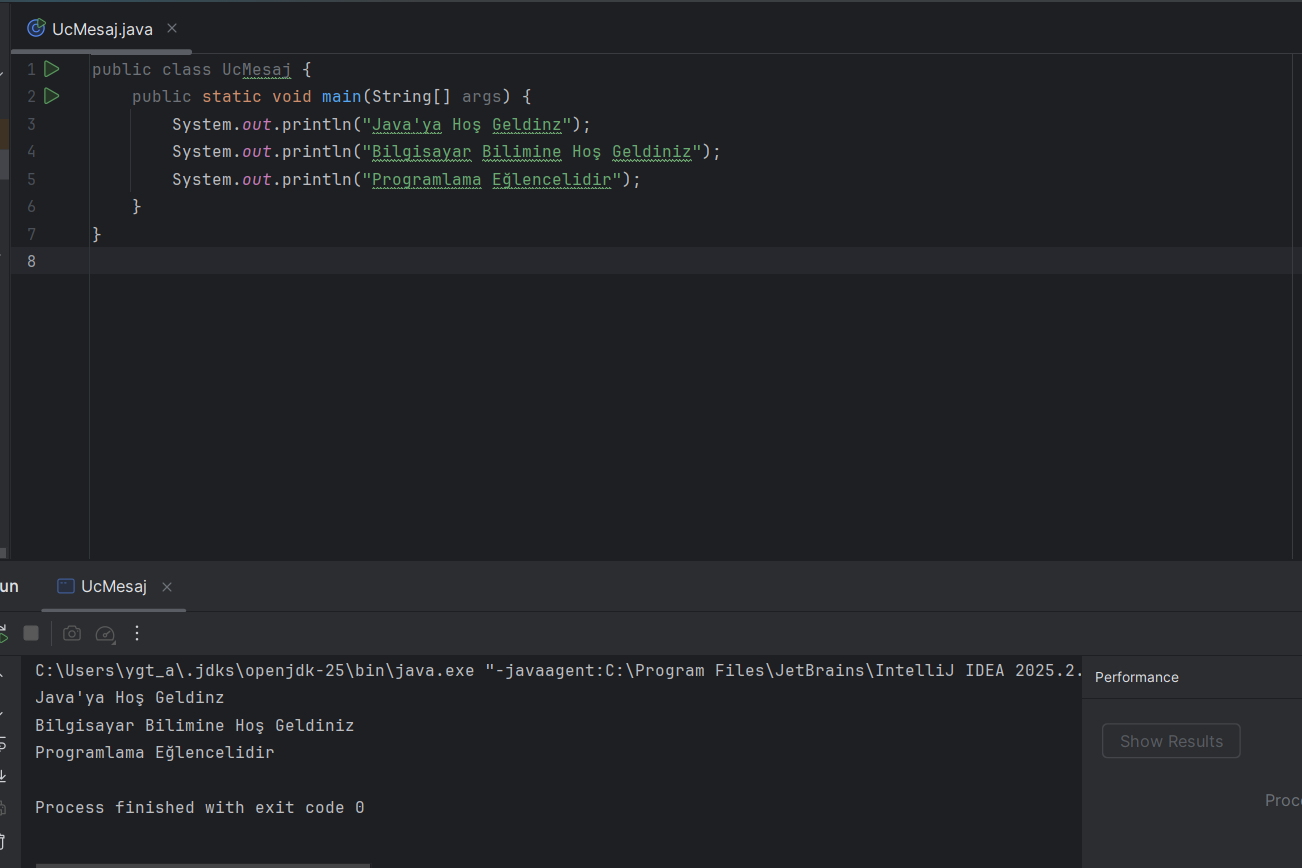 UcMesaj.java
1 public class UcMesaj {
2 public static void main(String[] args) {
3 System.out.println("Java'ya Hoş Geldinz");
4 System.out.println("Bilgisayar Bilimine Hoş Geldiniz");
5 System.out.println("Programlama Eğlencelidir");
6 }
7 }
8
un UcMesaj
C:\Users\ygt_a\.jdks\openjdk-25\bin\java.exe "-javaagent:C:\Program Files\JetBrains\IntelliJ IDEA 2025.2.
Java'ya Hoş Geldinz
Bilgisayar Bilimine Hoş Geldiniz
Programlama Eğlencelidir
Process finished with exit code 0
Performance
Show Results
Proc